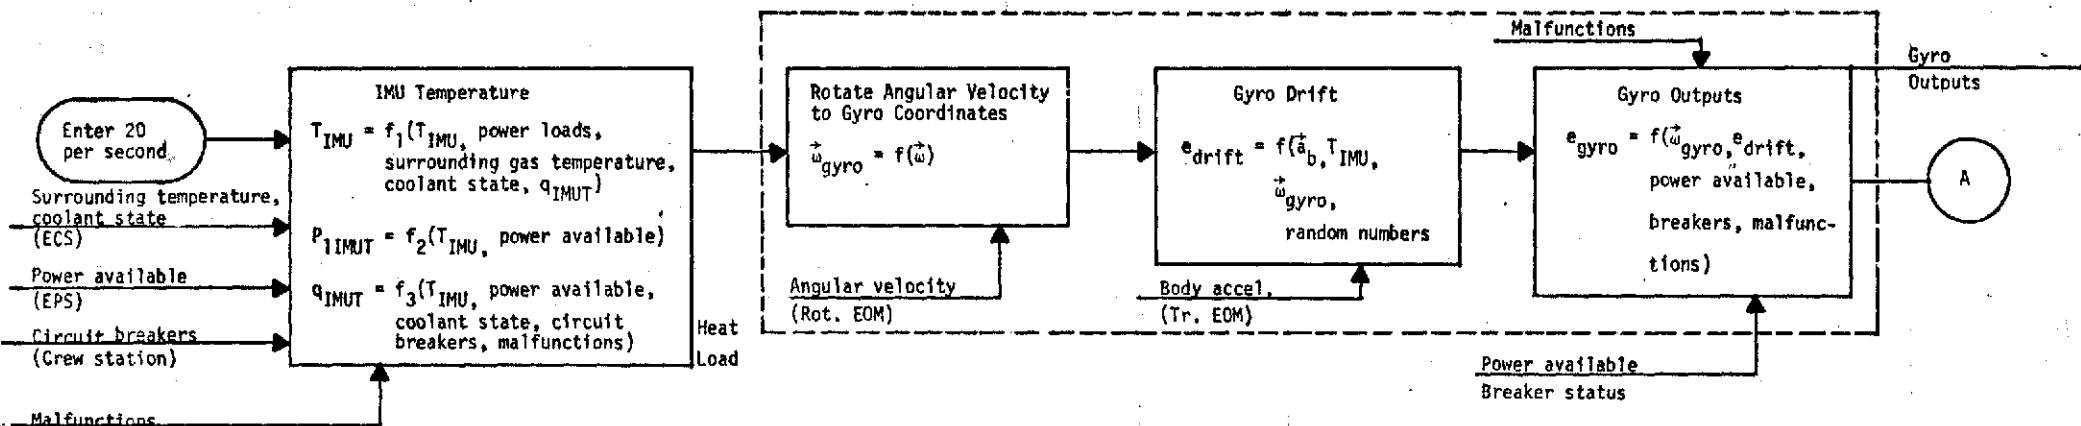 Enter 20
per second
Surrounding temperature,
coolant state
(ECS)
Power available
(EPS)
Circuit breakers
(Crew station)
Malfunctions
IMU Temperature
T_IMU = f_1(T_IMU, power loads,
surrounding gas temperature,
coolant state, q_IMUT)
P_1IMUT = f_2(T_IMU, power available)
q_IMUT = f_3(T_IMU, power available,
coolant state, circuit
breakers, malfunctions)
Heat
Load
Rotate Angular Velocity
to Gyro Coordinates
ω⃗_gyro = f(ω⃗)
Angular velocity
(Rot. EOM)
Gyro Drift
e_drift = f(a⃗_b, T_IMU,
ω⃗_gyro,
random numbers
Body accel.
(Tr. EOM)
Malfunctions
Gyro Outputs
e_gyro = f(ω⃗_gyro, e_drift,
power available,
breakers, malfunc-
tions)
Power available
Breaker status
Gyro
Outputs
A